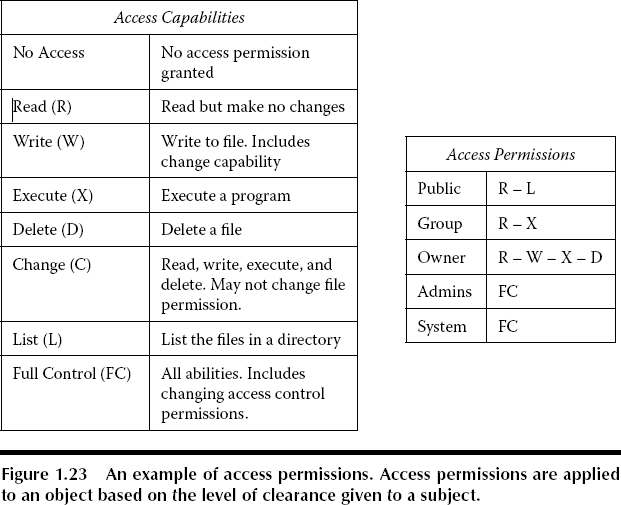 Access Capabilities
No Access
No access permission
granted
Read (R)
Read but make no changes
Write (W)
Write to file. Includes
change capability
Execute (X)
Execute a program
Delete (D)
Delete a file
Change (C)
Read, write, execute, and
delete. May not change file
permission.
List (L)
List the files in a directory
Full Control (FC)
All abilities. Includes
changing access control
permissions.
Access Permissions
Public
R – L
Group
R – X
Owner
R – W – X – D
Admins
FC
System
FC
Figure 1.23 An example of access permissions. Access permissions are applied
to an object based on the level of clearance given to a subject.